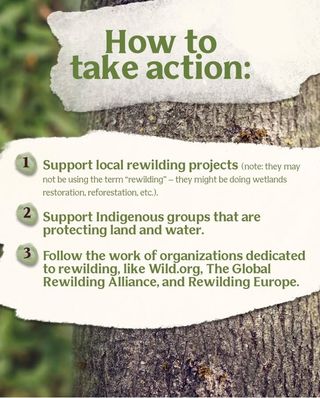 How to
take action:
1 Support local rewilding projects (note: they may
not be using the term "rewilding" – they might be doing wetlands
restoration, reforestation, etc.).
2 Support Indigenous groups that are
protecting land and water.
3 Follow the work of organizations dedicated
to rewilding, like Wild.org, The Global
Rewilding Alliance, and Rewilding Europe.